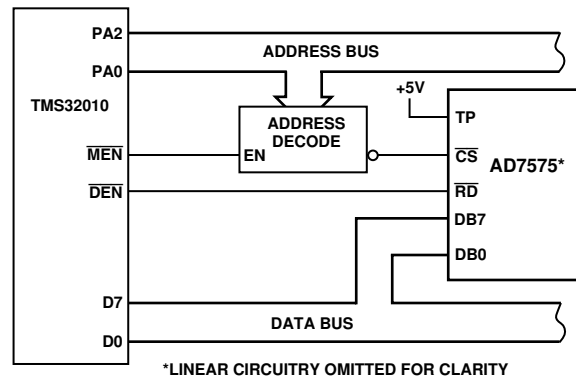 PA2
ADDRESS BUS
PA0
+5V
TMS32010
TP
ADDRESS
DECODE
MEN
EN
CS
AD7575*
DEN
RD
DB7
DB0
D7
DATA BUS
D0
*LINEAR CIRCUITRY OMITTED FOR CLARITY